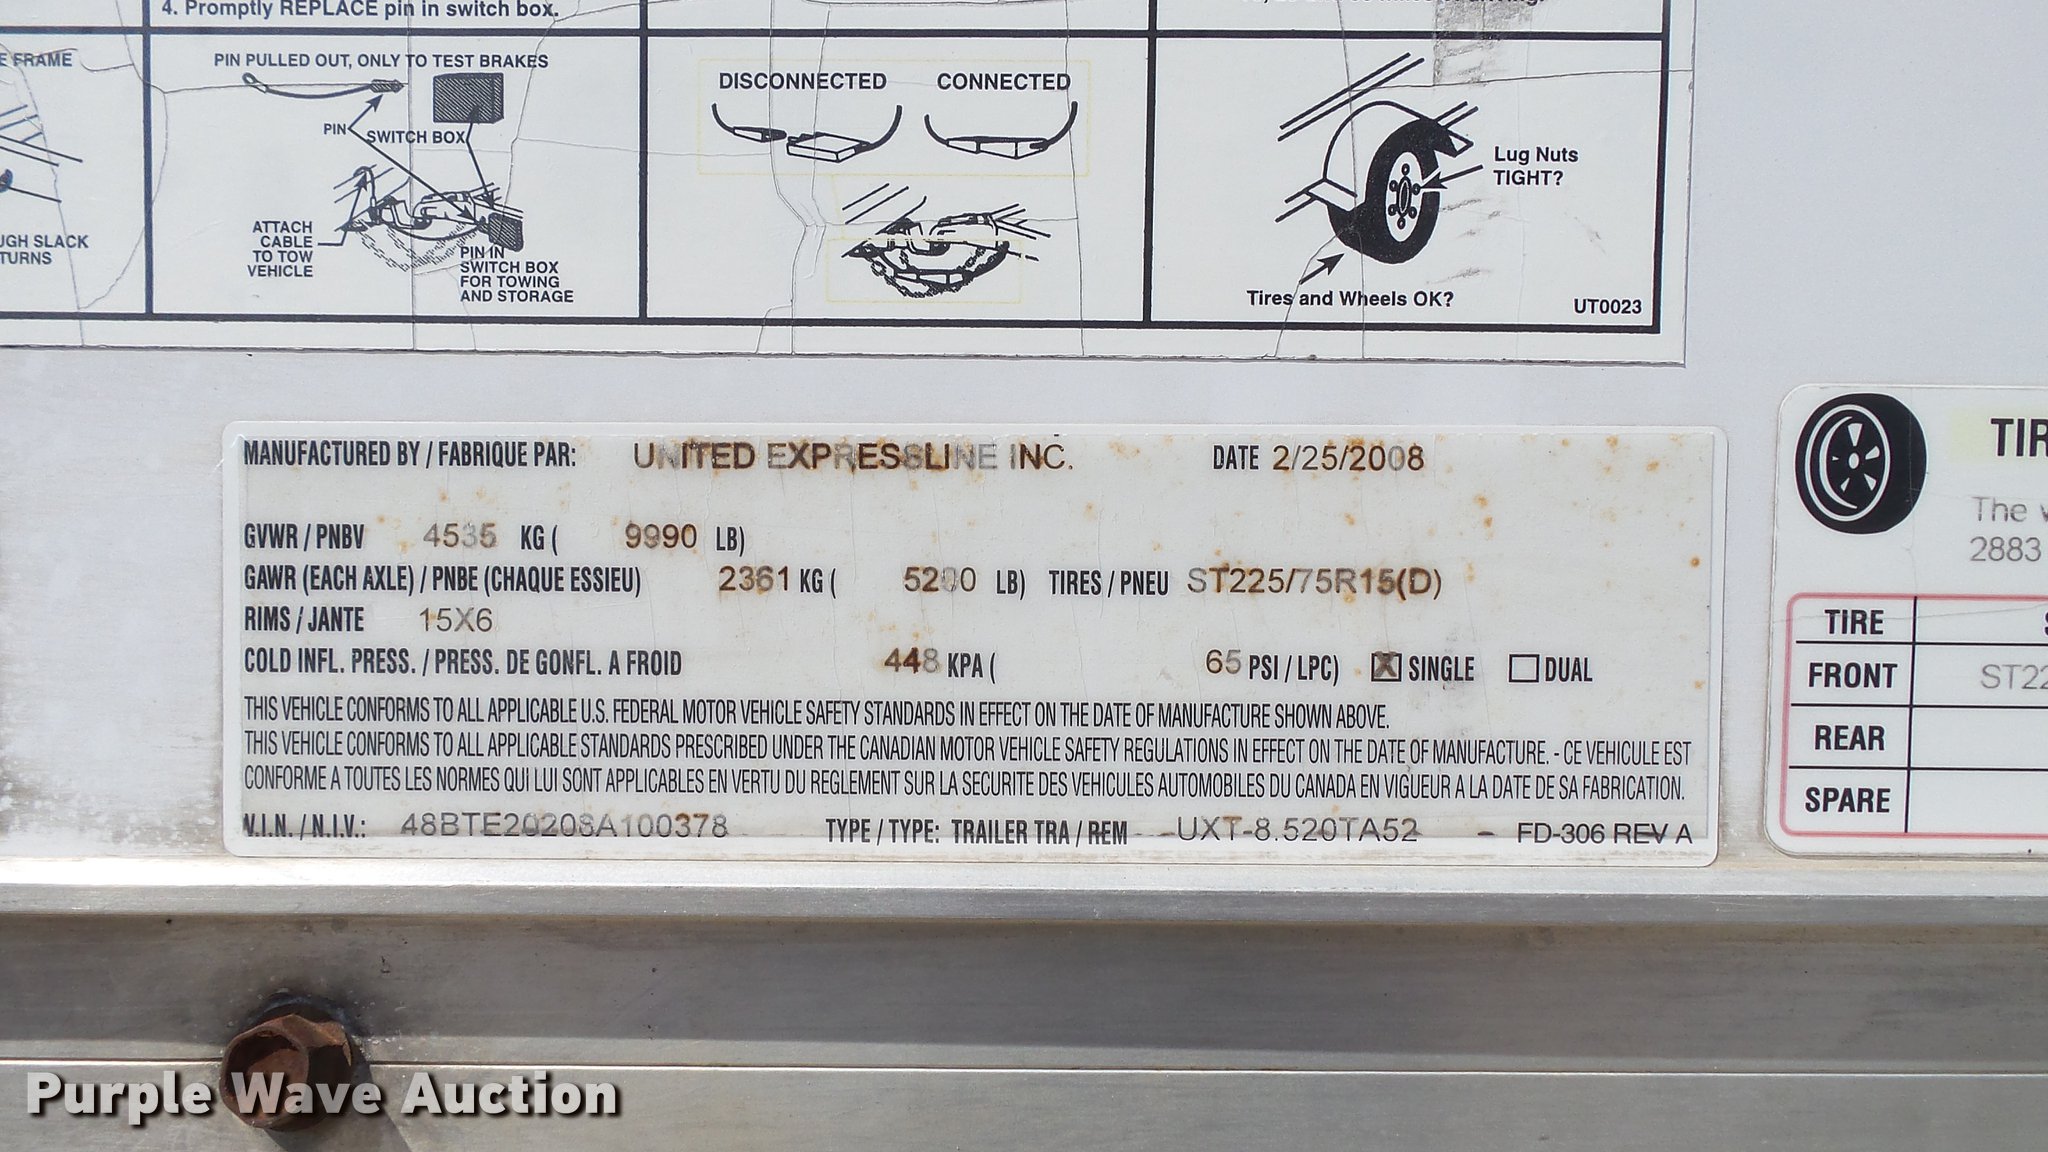 4. Promptly REPLACE pin in switch box.
E FRAME
UGH SLACK
TURNS
PIN PULLED OUT, ONLY TO TEST BRAKES
PIN
SWITCH BOX
ATTACH
CABLE
TO TOW
VEHICLE
PIN IN
SWITCH BOX
FOR TOWING
AND STORAGE
DISCONNECTED CONNECTED
Lug Nuts
TIGHT?
Tires and Wheels OK?
UT0023
MANUFACTURED BY / FABRIQUE PAR: UNITED EXPRESSLINE INC. DATE 2/25/2008
GVWR / PNBV 4535 KG ( 9990 LB)
GAWR (EACH AXLE) / PNBE (CHAQUE ESSIEU) 2361 KG ( 5200 LB) TIRES / PNEU ST225/75R15(D)
RIMS / JANTE 15X6
COLD INFL. PRESS. / PRESS. DE GONFL. A FROID 448 KPA ( 65 PSI / LPC) X SINGLE DUAL
THIS VEHICLE CONFORMS TO ALL APPLICABLE U.S. FEDERAL MOTOR VEHICLE SAFETY STANDARDS IN EFFECT ON THE DATE OF MANUFACTURE SHOWN ABOVE.
THIS VEHICLE CONFORMS TO ALL APPLICABLE STANDARDS PRESCRIBED UNDER THE CANADIAN MOTOR VEHICLE SAFETY REGULATIONS IN EFFECT ON THE DATE OF MANUFACTURE. - CE VEHICULE EST
CONFORME A TOUTES LES NORMES QUI LUI SONT APPLICABLES EN VERTU DU REGLEMENT SUR LA SECURITE DES VEHICULES AUTOMOBILES DU CANADA EN VIGUEUR A LA DATE DE SA FABRICATION.
V.I.N. / N.I.V.: 48BTE20208A100378 TYPE / TYPE: TRAILER TRA / REM UXT-8.520TA52 - FD-306 REV A
TIR
The v
2883
TIRE S
FRONT ST22
REAR
SPARE
Purple Wave Auction